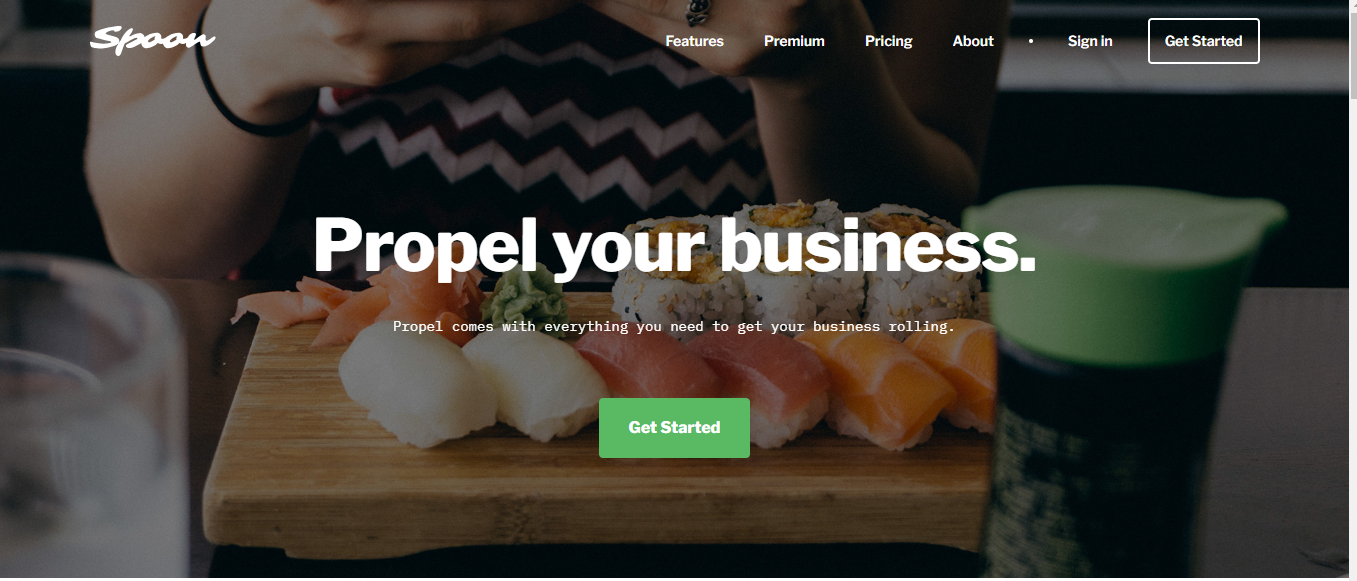 Spoon
Features Premium Pricing About • Sign in Get Started
Propel your business.
Propel comes with everything you need to get your business rolling.
Get Started